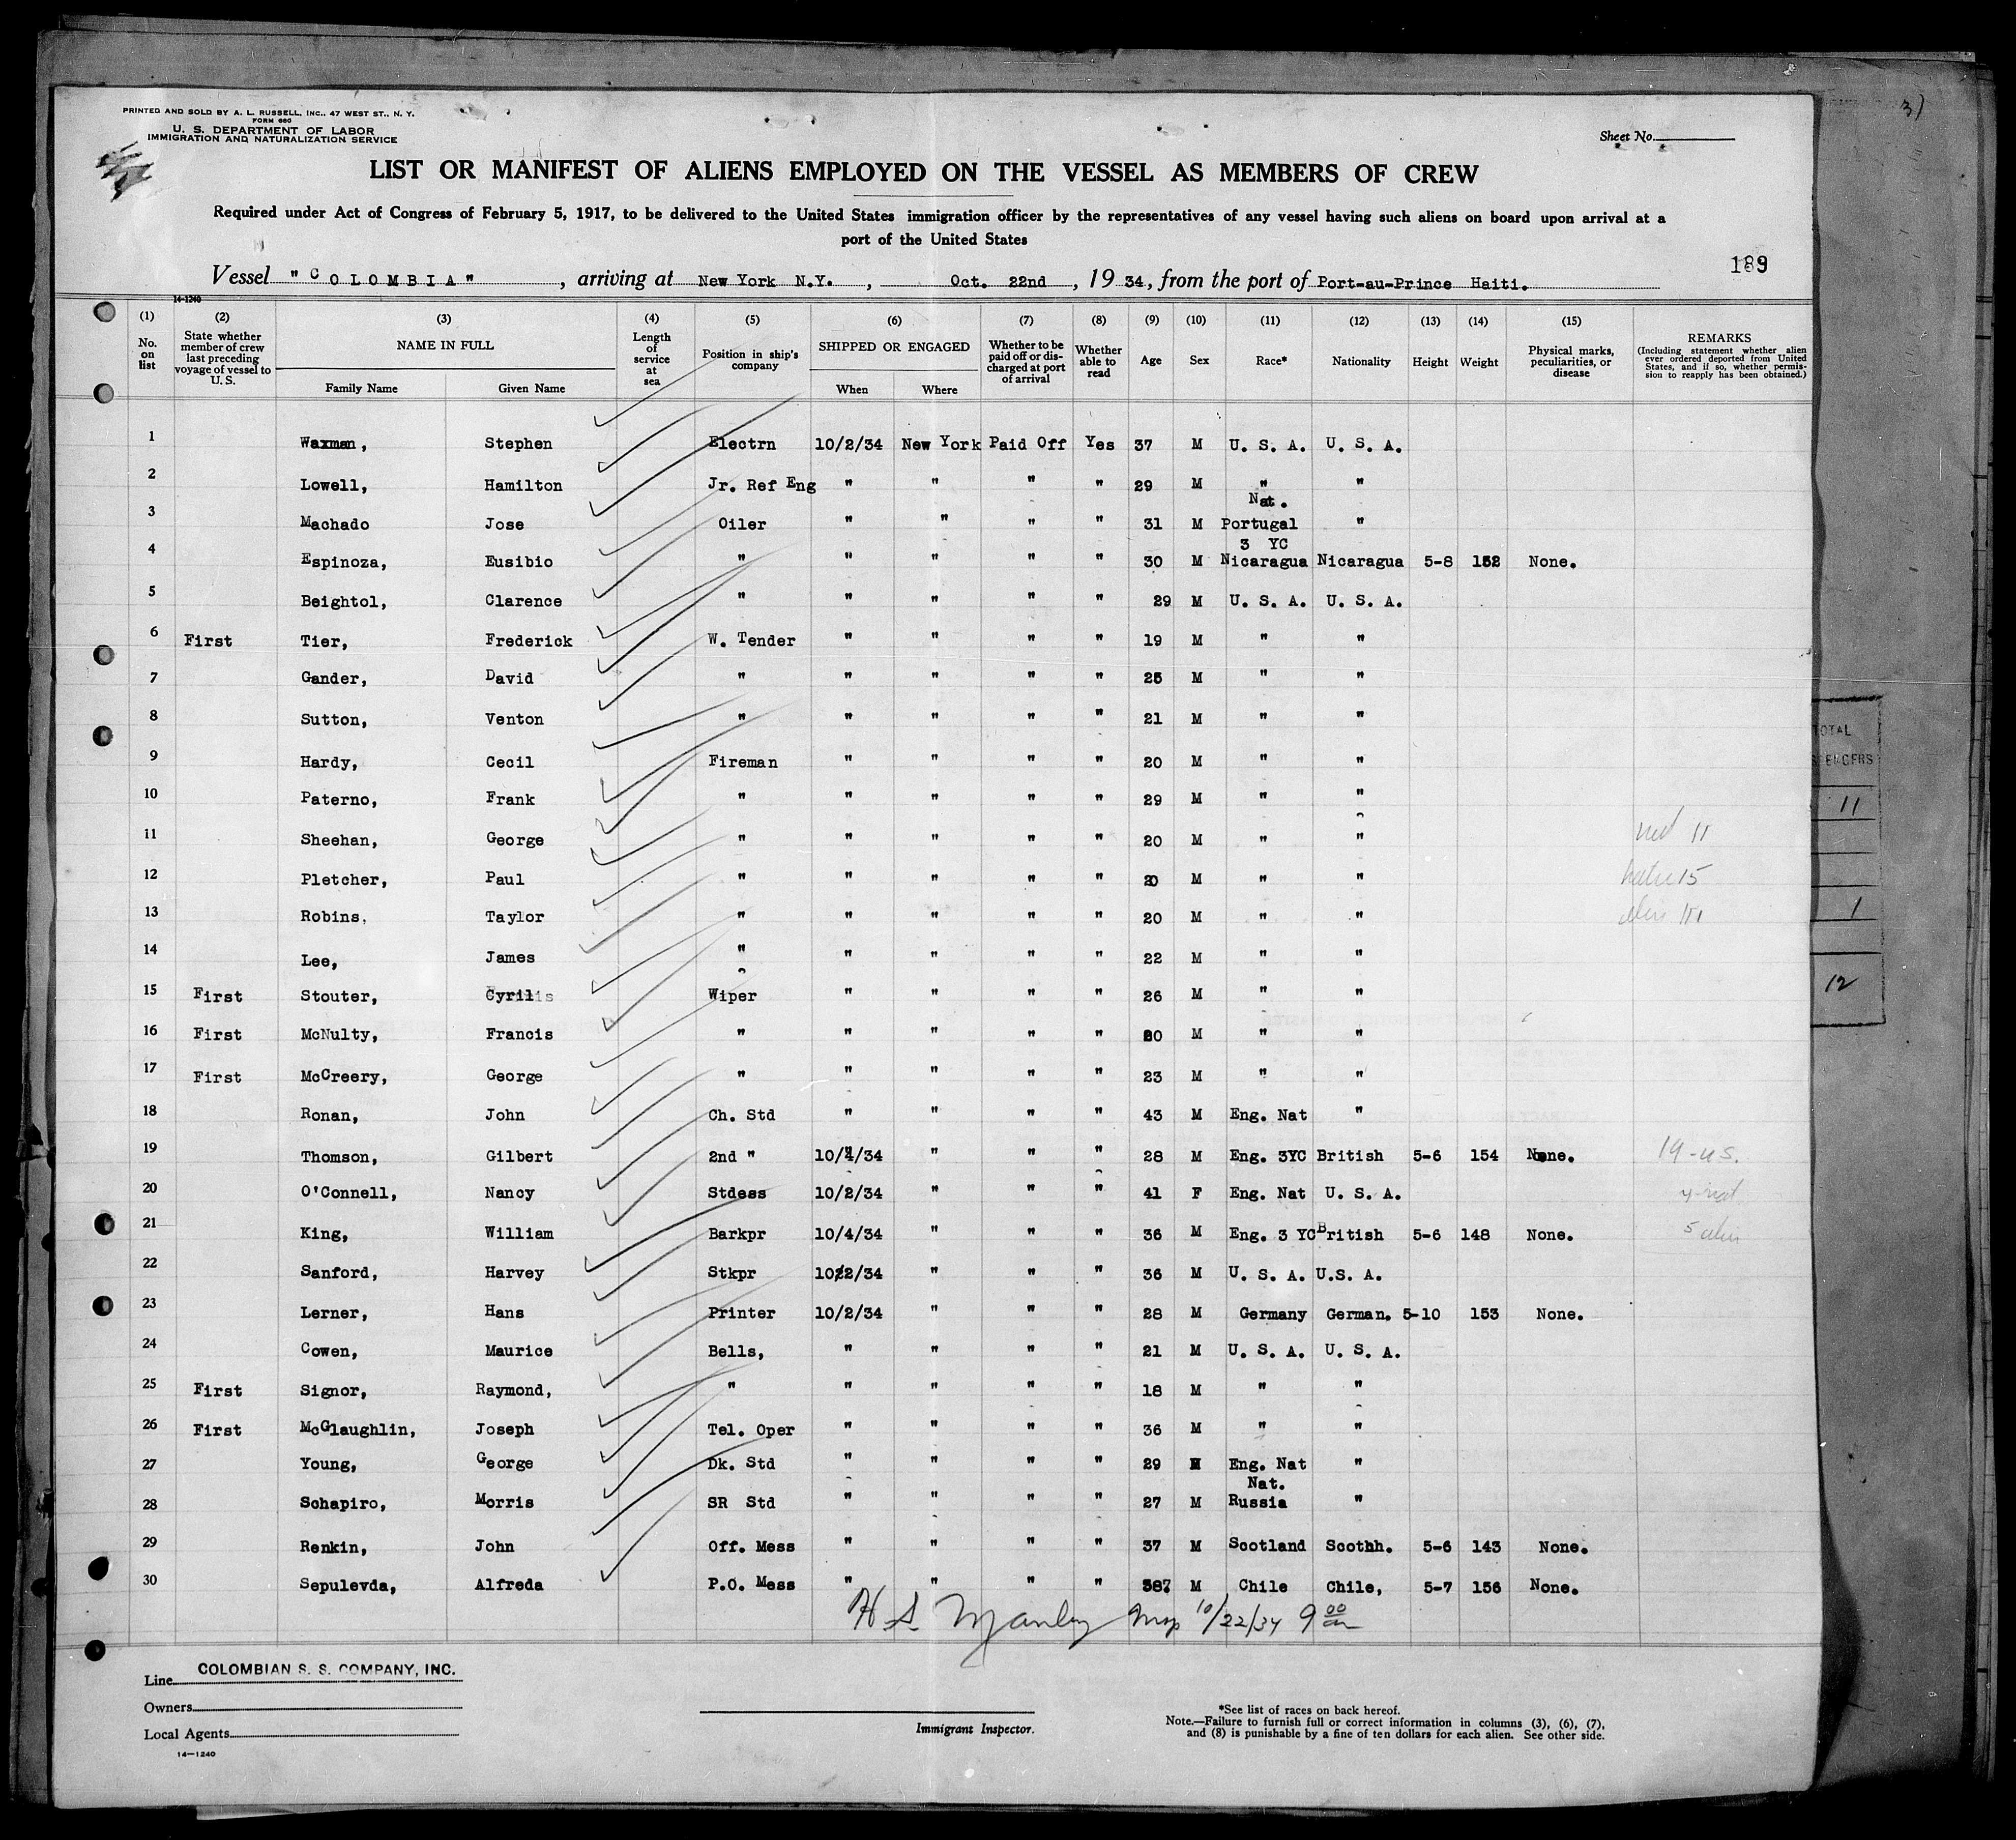 PRINTED AND SOLD BY A. L. RUSSELL, INC., 47 WEST ST., N. Y.
FORM 680
U. S. DEPARTMENT OF LABOR
IMMIGRATION AND NATURALIZATION SERVICE
Sheet No.
LIST OR MANIFEST OF ALIENS EMPLOYED ON THE VESSEL AS MEMBERS OF CREW
Required under Act of Congress of February 5, 1917, to be delivered to the United States immigration officer by the representatives of any vessel having such aliens on board upon arrival at a
port of the United States
189
Vessel "COLOMBIA", arriving at New York N.Y., Oct. 22nd, 1934, from the port of Port-au-Prince Haiti.
14-1240
(1) (2) (3) (4) (5) (6) (7) (8) (9) (10) (11) (12) (13) (14) (15)
No. on list | State whether member of crew last preceding voyage of vessel to U. S. | NAME IN FULL | Length of service at sea | Position in ship's company | SHIPPED OR ENGAGED | Whether to be paid off or discharged at port of arrival | Whether able to read | Age | Sex | Race* | Nationality | Height | Weight | Physical marks, peculiarities, or disease | REMARKS (Including statement whether alien ever ordered deported from United States, and if so, whether permission to reapply has been obtained.)
Family Name | Given Name | When | Where
1 Waxman, Stephen Electrn 10/2/34 New York Paid Off Yes 37 M U. S. A. U. S. A.
2 Lowell, Hamilton Jr. Ref Eng " " " " 29 M " "
3 Machado Jose Oiler " " " " 31 M Nat. Portugal "
4 Espinoza, Eusibio " " " " " 30 M 3 YC Nicaragua Nicaragua 5-8 152 None.
5 Beightol, Clarence " " " " " 29 M U. S. A. U. S. A.
6 First Tier, Frederick W. Tender " " " " 19 M " "
7 Gander, David " " " " " 25 M " "
8 Sutton, Venton " " " " " 21 M " "
9 Hardy, Cecil Fireman " " " " 20 M " "
10 Paterno, Frank " " " " " 29 M " "
11 Sheehan, George " " " " " 20 M " "
12 Pletcher, Paul " " " " " 20 M " "
13 Robins, Taylor " " " " " 20 M " "
14 Lee, James " " " " " 22 M " "
15 First Stouter, Cyril Wiper " " " " 26 M " "
16 First McNulty, Francis " " " " " 20 M " "
17 First McCreery, George " " " " " 23 M " "
18 Ronan, John Ch. Std " " " " 43 M Eng. Nat "
19 Thomson, Gilbert 2nd " 10/4/34 " " " 28 M Eng. 3YC British 5-6 154 None. 19-US.
20 O'Connell, Nancy Stdess 10/2/34 " " " 41 F Eng. Nat U. S. A.
21 King, William Barkpr 10/4/34 " " " 36 M Eng. 3 YC British 5-6 148 None.
22 Sanford, Harvey Stkpr 10/2/34 " " " 36 M U. S. A. U.S. A.
23 Lerner, Hans Printer 10/2/34 " " " 28 M Germany German. 5-10 153 None.
24 Cowen, Maurice Bells, " " " " 21 M U. S. A. U. S. A.
25 First Signor, Raymond, " " " " " 18 M " "
26 First McGlaughlin, Joseph Tel. Oper " " " " 36 M " "
27 Young, George Dk. Std " " " " 29 M Eng. Nat "
28 Schapiro, Morris SR Std " " " " 27 M Nat. Russia "
29 Renkin, John Off. Mess " " " " 37 M Scotland Scothh. 5-6 143 None.
30 Sepulevda, Alfreda P.O. Mess " " " " M Chile Chile, 5-7 156 None.
H S Manley Insp 10/22/34 9 00 am
Line COLOMBIAN S. S. COMPANY, INC.
Owners
Local Agents
14-1240
Immigrant Inspector.
*See list of races on back hereof.
Note.—Failure to furnish full or correct information in columns (3), (6), (7),
and (8) is punishable by a fine of ten dollars for each alien. See other side.
11
1
12